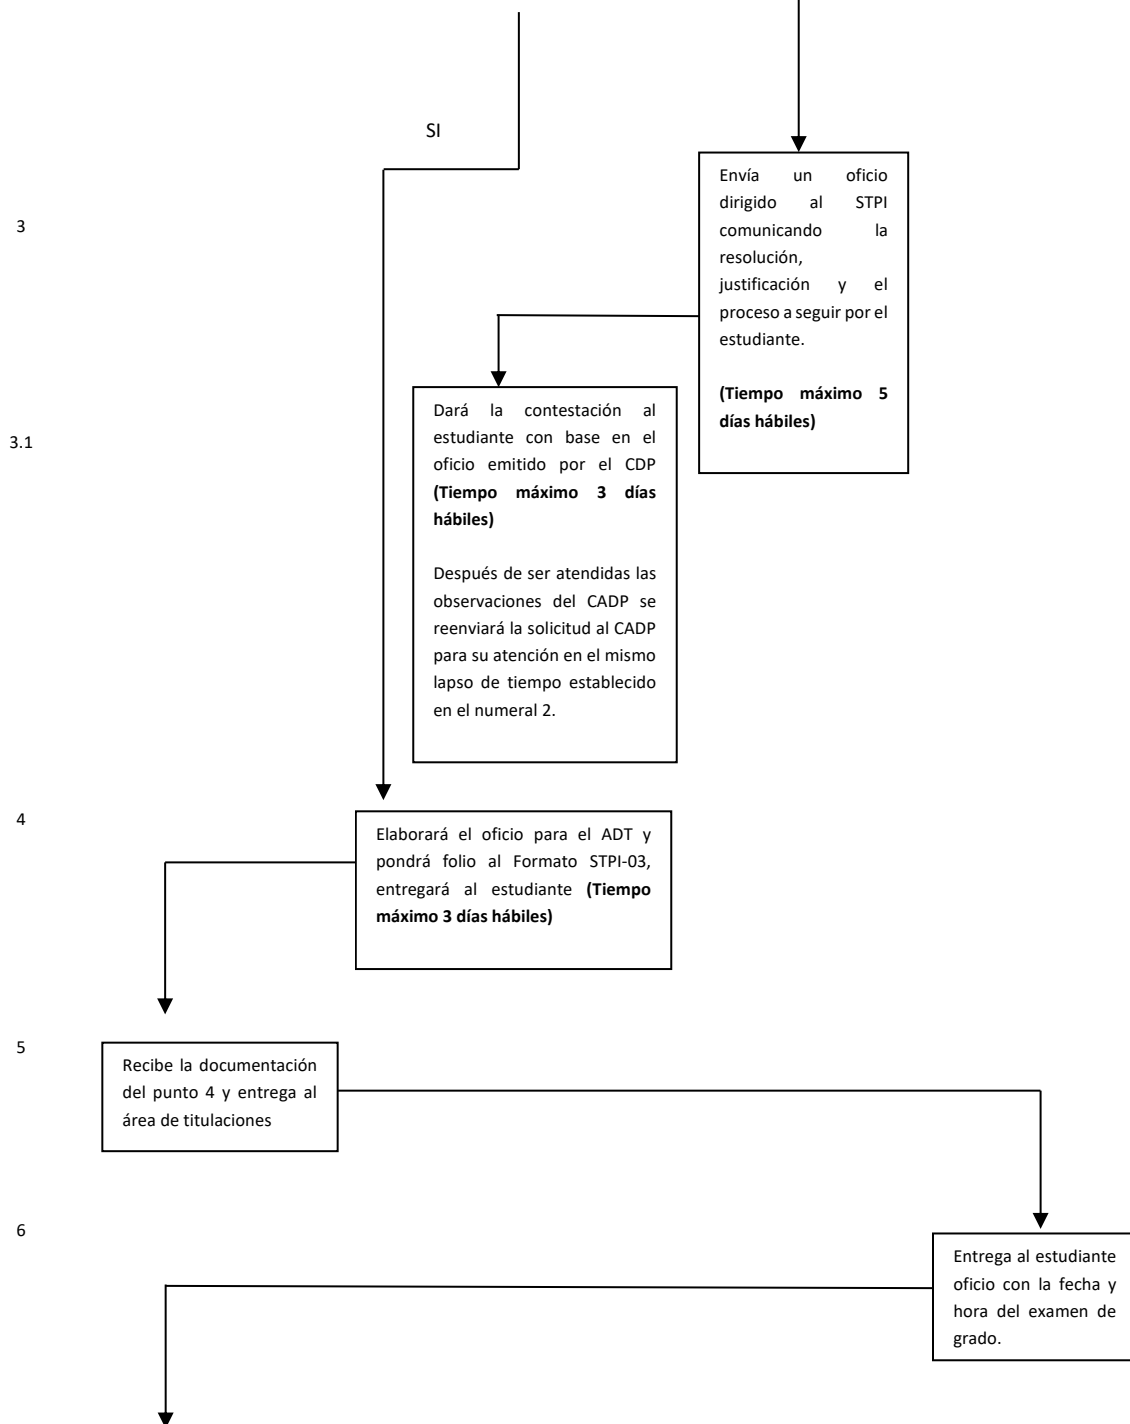 SI
3
Envía un oficio
dirigido al STPI
comunicando la
resolución,
justificación y el
proceso a seguir por el
estudiante.
(Tiempo máximo 5
días hábiles)
3.1
Dará la contestación al
estudiante con base en el
oficio emitido por el CDP
(Tiempo máximo 3 días
hábiles)
Después de ser atendidas las
observaciones del CADP se
reenviará la solicitud al CADP
para su atención en el mismo
lapso de tiempo establecido
en el numeral 2.
4
Elaborará el oficio para el ADT y
pondrá folio al Formato STPI-03,
entregará al estudiante (Tiempo
máximo 3 días hábiles)
5
Recibe la documentación
del punto 4 y entrega al
área de titulaciones
6
Entrega al estudiante
oficio con la fecha y
hora del examen de
grado.